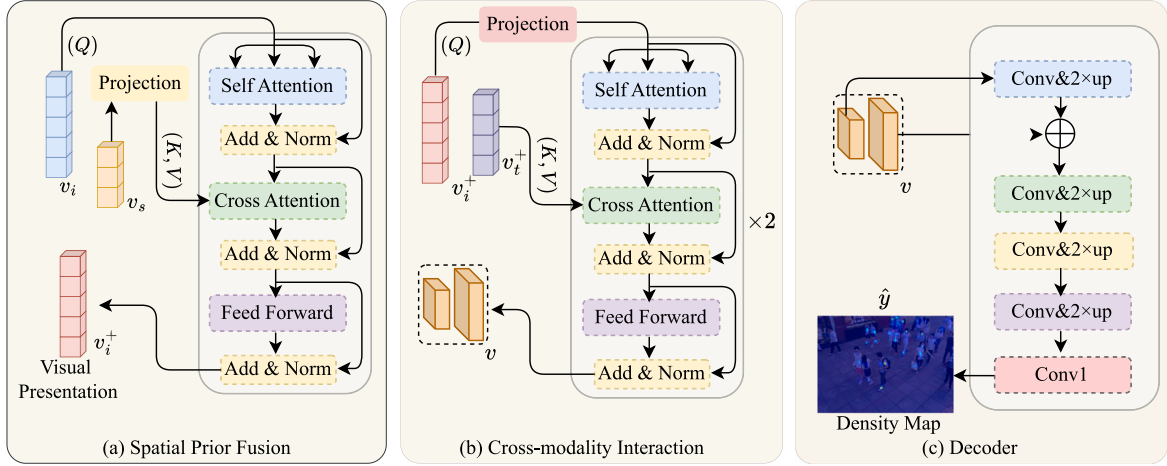 (Q)
Projection
v_i
v_s
(K,V)
Self Attention
Add & Norm
Cross Attention
Add & Norm
Feed Forward
Add & Norm
v_i^+
Visual
Presentation
(a) Spatial Prior Fusion
Projection
(Q)
v_i^+
v_t^+
(K,V)
Self Attention
Add & Norm
Cross Attention
×2
Add & Norm
Feed Forward
Add & Norm
v
(b) Cross-modality Interaction
v
Conv&2×up
Conv&2×up
Conv&2×up
Conv&2×up
Conv1
ŷ
Density Map
(c) Decoder